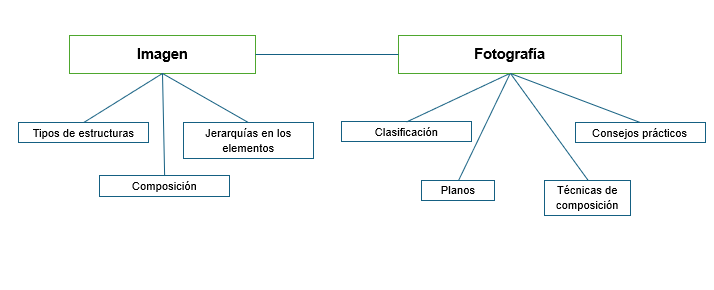 Imagen
Fotografía
Tipos de estructuras
Jerarquías en los
elementos
Composición
Clasificación
Consejos prácticos
Planos
Técnicas de
composición